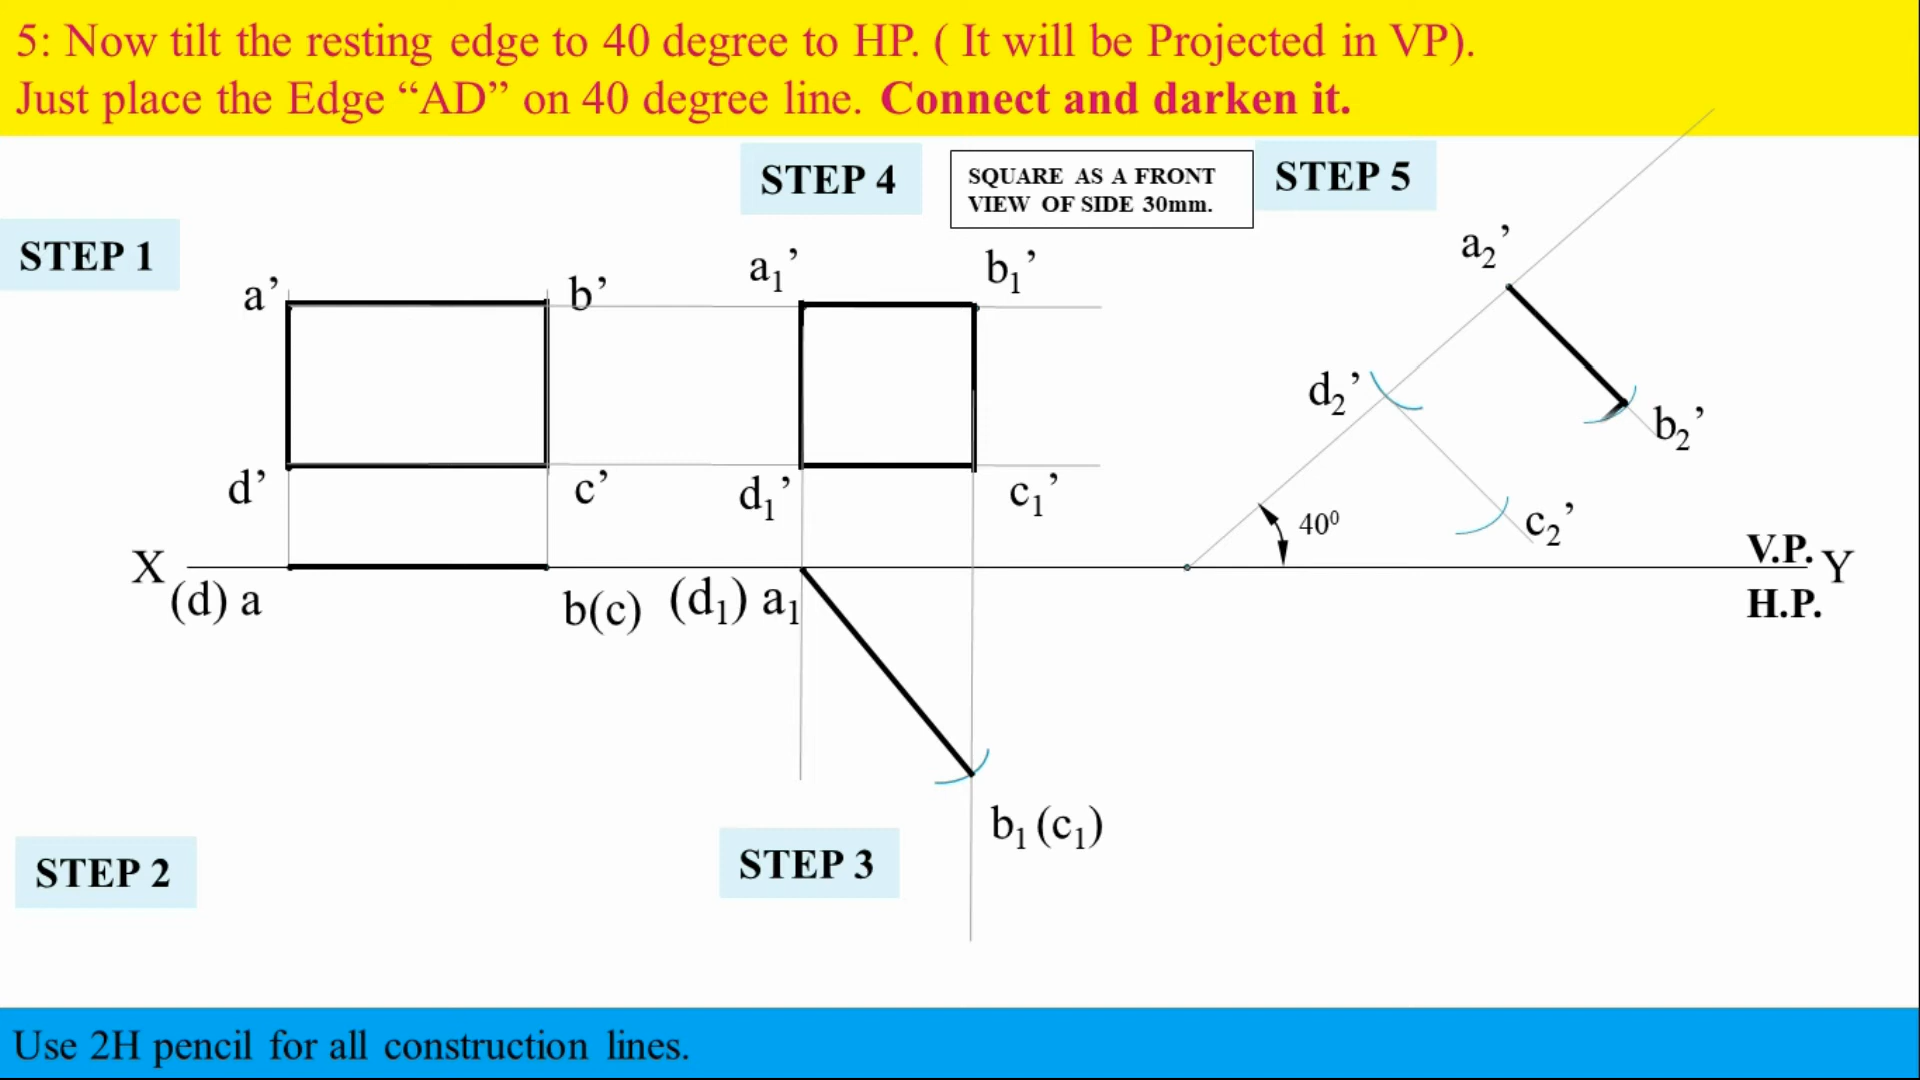 5: Now tilt the resting edge to 40 degree to HP. ( It will be Projected in VP).
Just place the Edge “AD” on 40 degree line. Connect and darken it.
STEP 4
SQUARE AS A FRONT
VIEW OF SIDE 30mm.
STEP 5
STEP 1
a’
b’
a₁’
b₁’
a₂’
d₂’
b₂’
d’
c’
d₁’
c₁’
c₂’
40⁰
X
V.P.
Y
(d) a
b(c)
(d₁) a₁
H.P.
b₁ (c₁)
STEP 3
STEP 2
Use 2H pencil for all construction lines.